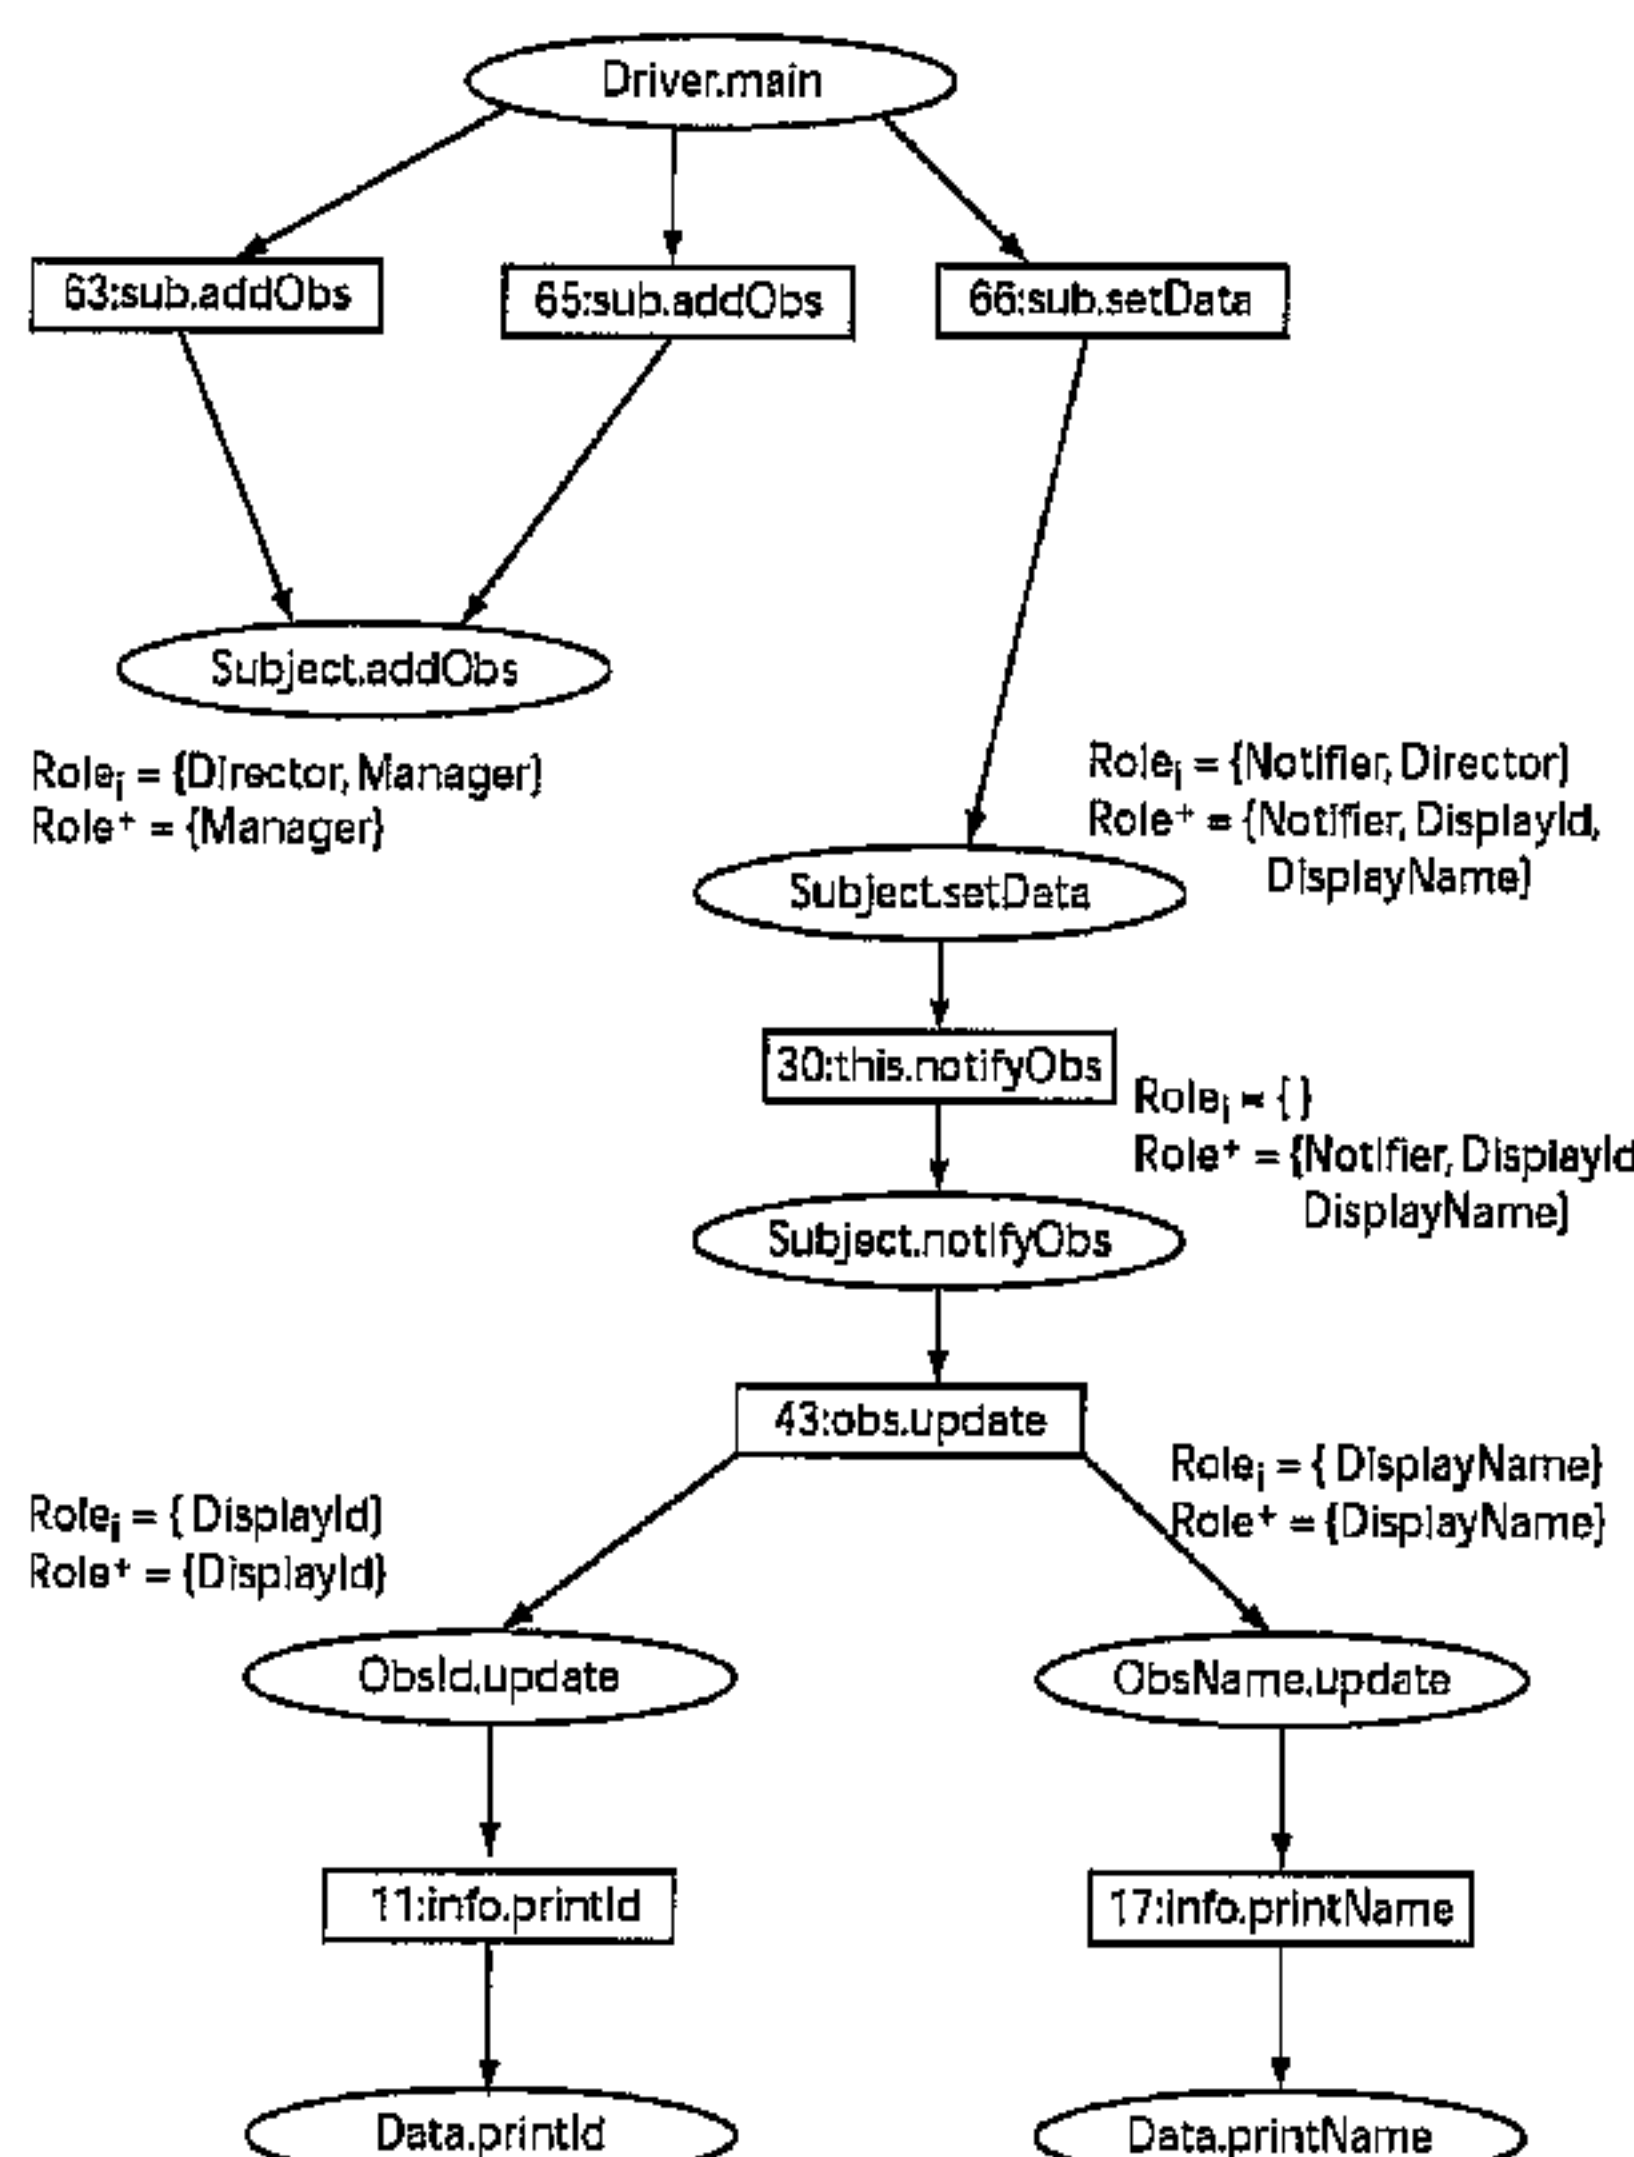 Driver.main
63:sub.addObs
65:sub.addObs
66:sub.setData
Subject.addObs
Roleᵢ = {Director, Manager}
Role⁺ = {Manager}
Roleᵢ = {Notifier, Director}
Role⁺ = {Notifier, DisplayId,
DisplayName}
Subject.setData
30:this.notifyObs
Roleᵢ = { }
Role⁺ = {Notifier, DisplayId
DisplayName}
Subject.notifyObs
43:obs.update
Roleᵢ = { DisplayName}
Role⁺ = {DisplayName}
Roleᵢ = { DisplayId}
Role⁺ = {DisplayId}
ObsId.update
ObsName.update
11:info.printId
17:info.printName
Data.printId
Data.printName